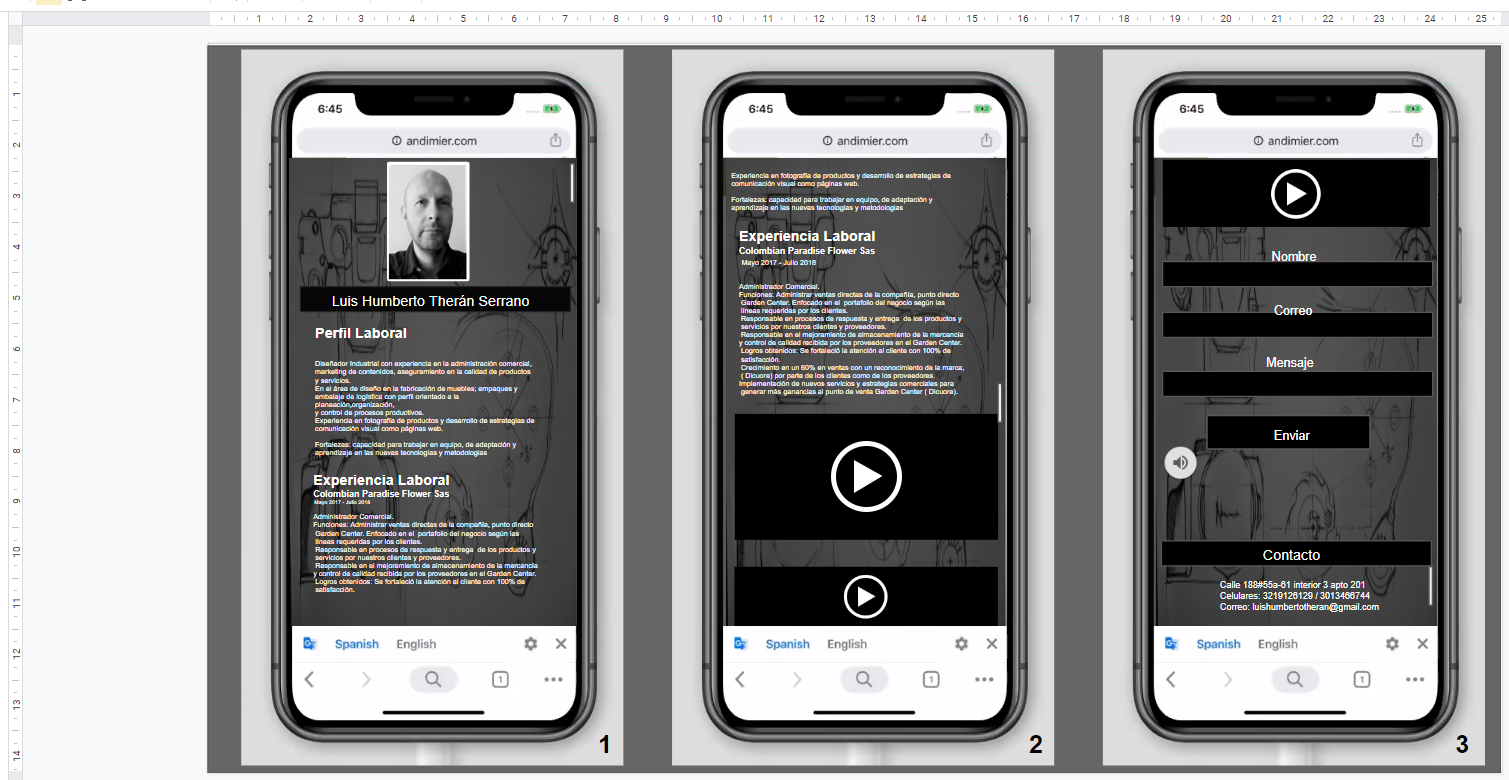 1 2 3 4 5 6 7 8 9 10 11 12 13 14 15 16 17 18 19 20 21 22 23 24 25
1
2
3
4
5
6
7
8
9
10
11
12
13
14
6:45
andimier.com
Luis Humberto Therán Serrano
Perfil Laboral
Diseñador Industrial con experiencia en la administración comercial,
marketing de contenidos, aseguramiento en la calidad de productos
y servicios.
En el área de diseño en la fabricación de muebles; empaques y
embalaje de logística con perfil orientado a la
planeación,organización,
y control de procesos productivos.
Experiencia en fotografía de productos y desarrollo de estrategias de
comunicación visual como páginas web.
Fortalezas: capacidad para trabajar en equipo, de adaptación y
aprendizaje en las nuevas tecnologías y metodologías
Experiencia Laboral
Colombian Paradise Flower Sas
Mayo 2017 - Julio 2018
Administrador Comercial.
Funciones: Administrar ventas directas de la compañía, punto directo
Garden Center. Enfocado en el portafolio del negocio según las
líneas requeridas por los clientes.
Responsable en procesos de respuesta y entrega de los productos y
servicios por nuestros clientes y proveedores.
Responsable en el mejoramiento de almacenamiento de la mercancía
y control de calidad recibida por los proveedores en el Garden Center.
Logros obtenidos: Se fortaleció la atención al cliente con 100% de
satisfacción.
Spanish English
1
1
6:45
andimier.com
Experiencia en fotografía de productos y desarrollo de estrategias de
comunicación visual como páginas web.
Fortalezas: capacidad para trabajar en equipo, de adaptación y
aprendizaje en las nuevas tecnologías y metodologías
Experiencia Laboral
Colombian Paradise Flower Sas
Mayo 2017 - Julio 2018
Administrador Comercial.
Funciones: Administrar ventas directas de la compañía, punto directo
Garden Center. Enfocado en el portafolio del negocio según las
líneas requeridas por los clientes.
Responsable en procesos de respuesta y entrega de los productos y
servicios por nuestros clientes y proveedores.
Responsable en el mejoramiento de almacenamiento de la mercancía
y control de calidad recibida por los proveedores en el Garden Center.
Logros obtenidos: Se fortaleció la atención al cliente con 100% de
satisfacción.
Crecimiento en un 60% en ventas con un reconocimiento de la marca,
( Dicuore) por parte de los clientes como de los proveedores.
Implementación de nuevos servicios y estrategias comerciales para
generar más ganancias al punto de venta Garden Center ( Dicuore).
Spanish English
1
2
6:45
andimier.com
Nombre
Correo
Mensaje
Enviar
Contacto
Calle 188#55a-61 interior 3 apto 201
Celulares: 3219126129 / 3013466744
Correo: luishumbertotheran@gmail.com
Spanish English
1
3